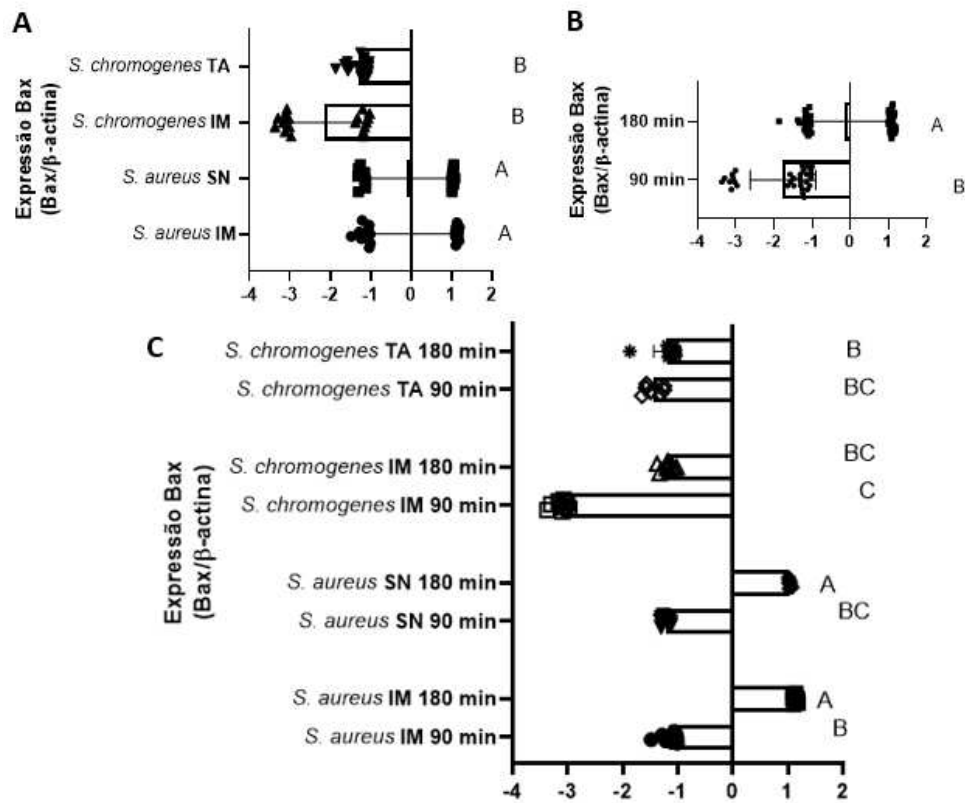 A
Expressão Bax
(Bax/β-actina)
S. chromogenes TA
B
S. chromogenes IM
B
S. aureus SN
A
S. aureus IM
A
-4 -3 -2 -1 0 1 2
B
Expressão Bax
(Bax/β-actina)
180 min
A
90 min
B
-4 -3 -2 -1 0 1 2
C
Expressão Bax
(Bax/β-actina)
S. chromogenes TA 180 min
B
S. chromogenes TA 90 min
BC
S. chromogenes IM 180 min
BC
S. chromogenes IM 90 min
C
S. aureus SN 180 min
A
S. aureus SN 90 min
BC
S. aureus IM 180 min
A
S. aureus IM 90 min
B
-4 -3 -2 -1 0 1 2